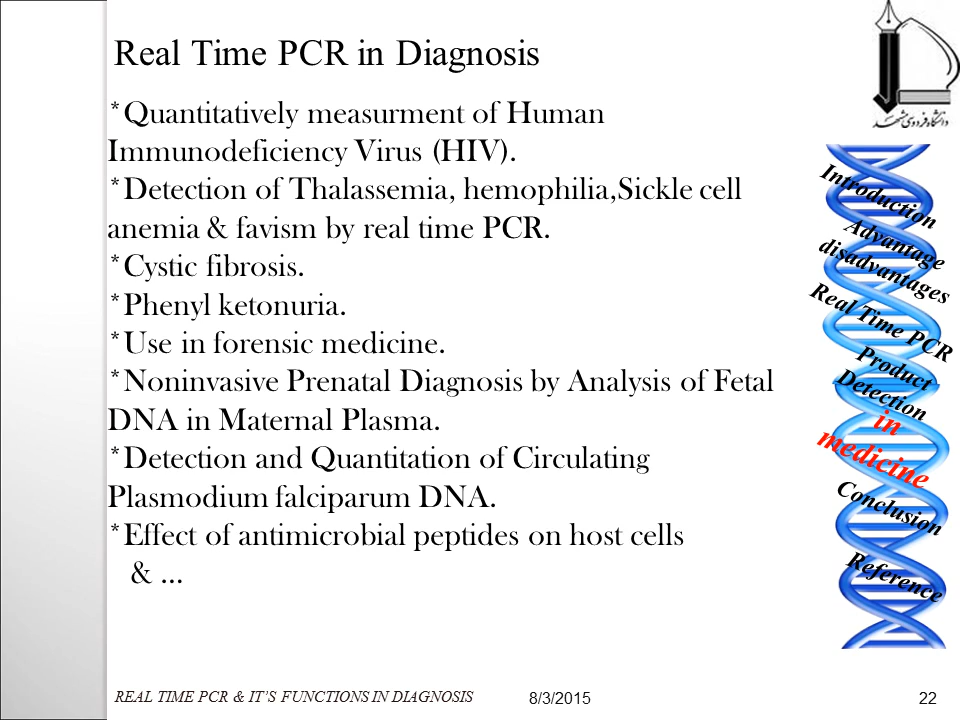 Real Time PCR in Diagnosis
*Quantitatively measurment of Human
Immunodeficiency Virus (HIV).
*Detection of Thalassemia, hemophilia,Sickle cell
anemia & favism by real time PCR.
*Cystic fibrosis.
*Phenyl ketonuria.
*Use in forensic medicine.
*Noninvasive Prenatal Diagnosis by Analysis of Fetal
DNA in Maternal Plasma.
*Detection and Quantitation of Circulating
Plasmodium falciparum DNA.
*Effect of antimicrobial peptides on host cells
& ...
دانشگاه فردوسی مشهد
Introduction
Advantage
disadvantages
Real Time PCR
Product
Detection
in
medicine
Conclusion
Reference
REAL TIME PCR & IT’S FUNCTIONS IN DIAGNOSIS
8/3/2015
22